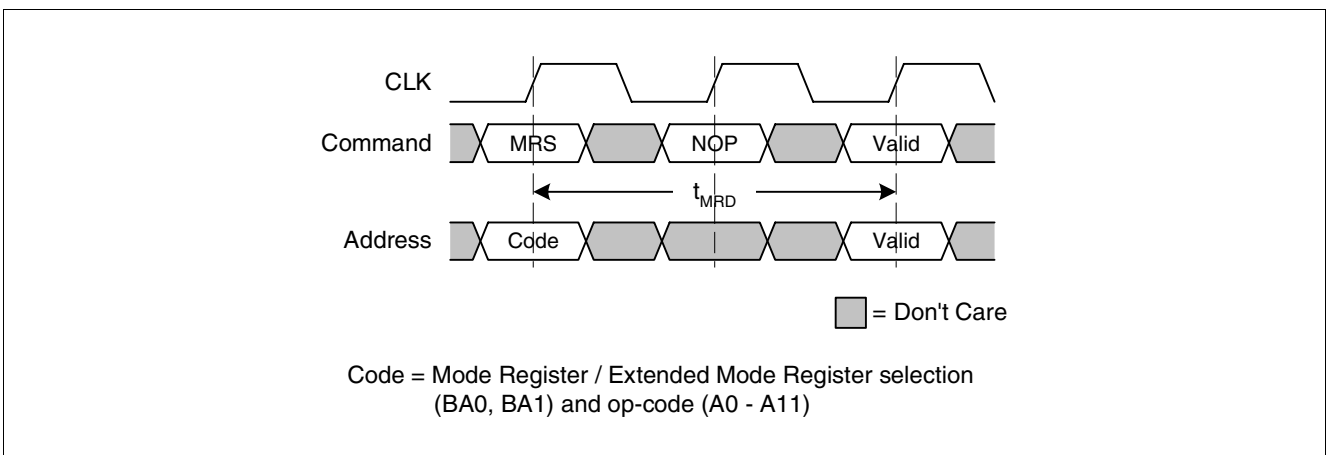 CLK
Command MRS NOP Valid
tMRD
Address Code Valid
= Don't Care
Code = Mode Register / Extended Mode Register selection
(BA0, BA1) and op-code (A0 - A11)